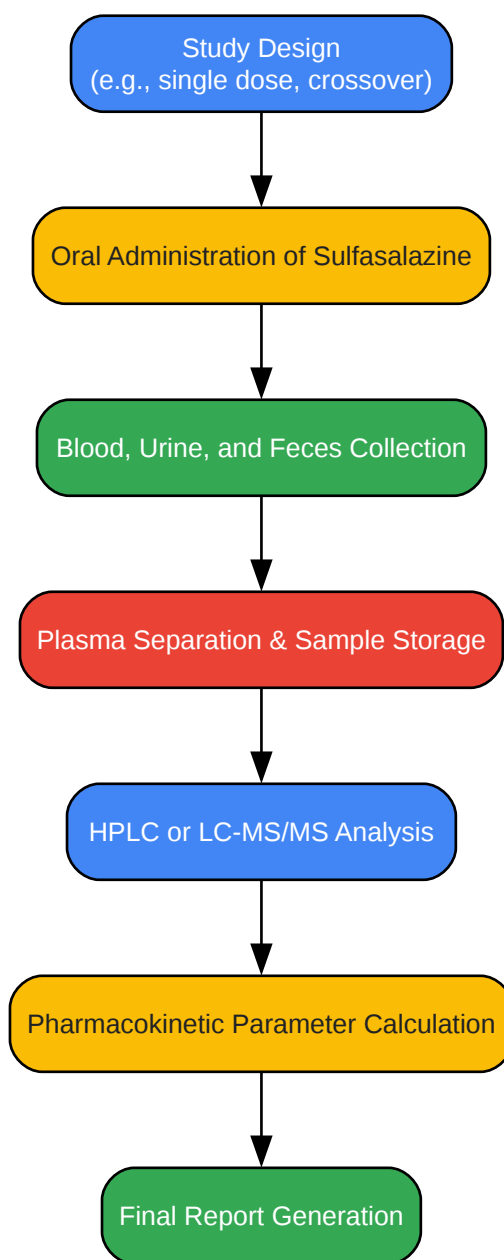 Study Design
(e.g., single dose, crossover)
Oral Administration of Sulfasalazine
Blood, Urine, and Feces Collection
Plasma Separation & Sample Storage
HPLC or LC-MS/MS Analysis
Pharmacokinetic Parameter Calculation
Final Report Generation